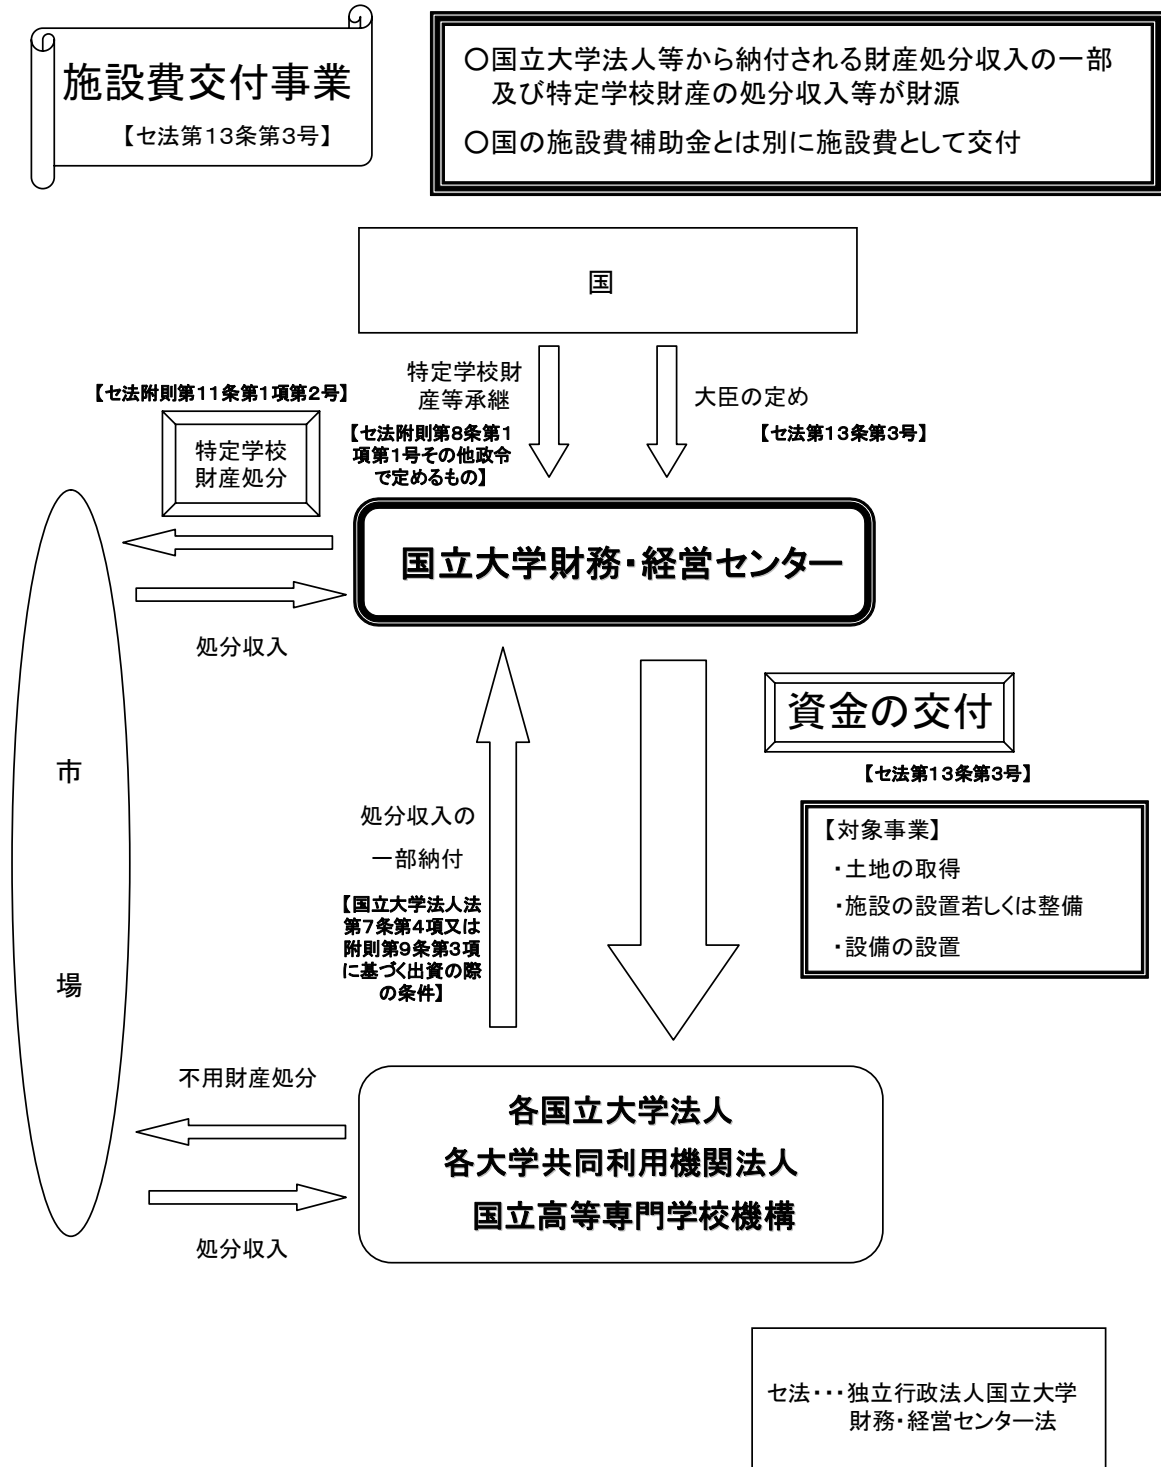 施設費交付事業
【セ法第13条第3号】
○国立大学法人等から納付される財産処分収入の一部
及び特定学校財産の処分収入等が財源
○国の施設費補助金とは別に施設費として交付
国
特定学校財
産等承継
【セ法附則第8条第1
項第1号その他政令
で定めるもの】
大臣の定め
【セ法第13条第3号】
【セ法附則第11条第1項第2号】
特定学校
財産処分
国立大学財務・経営センター
処分収入
資金の交付
【セ法第13条第3号】
【対象事業】
・土地の取得
・施設の設置若しくは整備
・設備の設置
市
場
処分収入の
一部納付
【国立大学法人法
第7条第4項又は
附則第9条第3項
に基づく出資の際
の条件】
不用財産処分
処分収入
各国立大学法人
各大学共同利用機関法人
国立高等専門学校機構
セ法・・・独立行政法人国立大学
財務・経営センター法